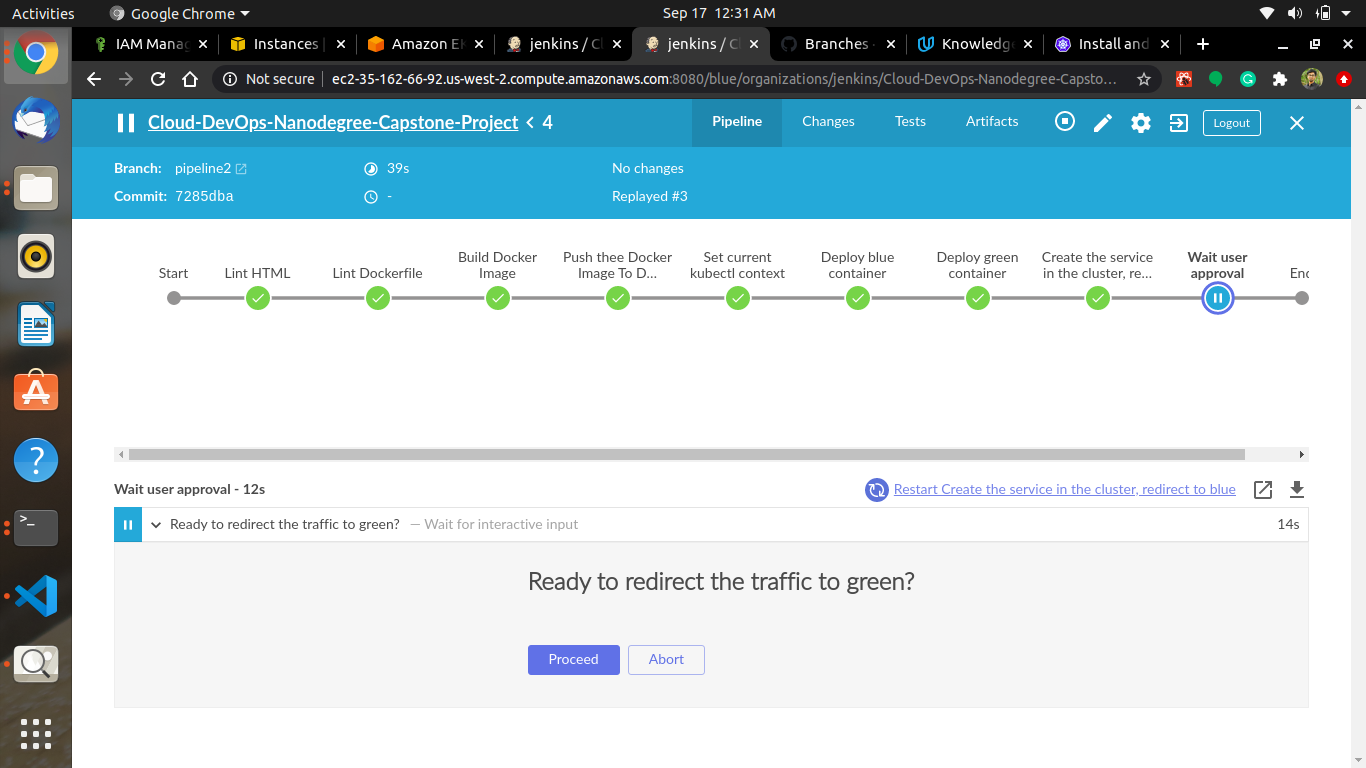 Activities Google Chrome Sep 17 12:31 AM
IAM Mana Instances Amazon EK jenkins / Cl jenkins / Cl Branches · Knowledge Install and
Not secure ec2-35-162-66-92.us-west-2.compute.amazonaws.com:8080/blue/organizations/jenkins/Cloud-DevOps-Nanodegree-Capsto…
Cloud-DevOps-Nanodegree-Capstone-Project < 4 Pipeline Changes Tests Artifacts Logout
Branch: pipeline2 39s No changes
Commit: 7285dba - Replayed #3
Start
Lint HTML
Lint Dockerfile
Build Docker
Image
Push thee Docker
Image To D...
Set current
kubectl context
Deploy blue
container
Deploy green
container
Create the service
in the cluster, re...
Wait user
approval
Enc
Wait user approval - 12s Restart Create the service in the cluster, redirect to blue
Ready to redirect the traffic to green? — Wait for interactive input 14s
Ready to redirect the traffic to green?
Proceed Abort